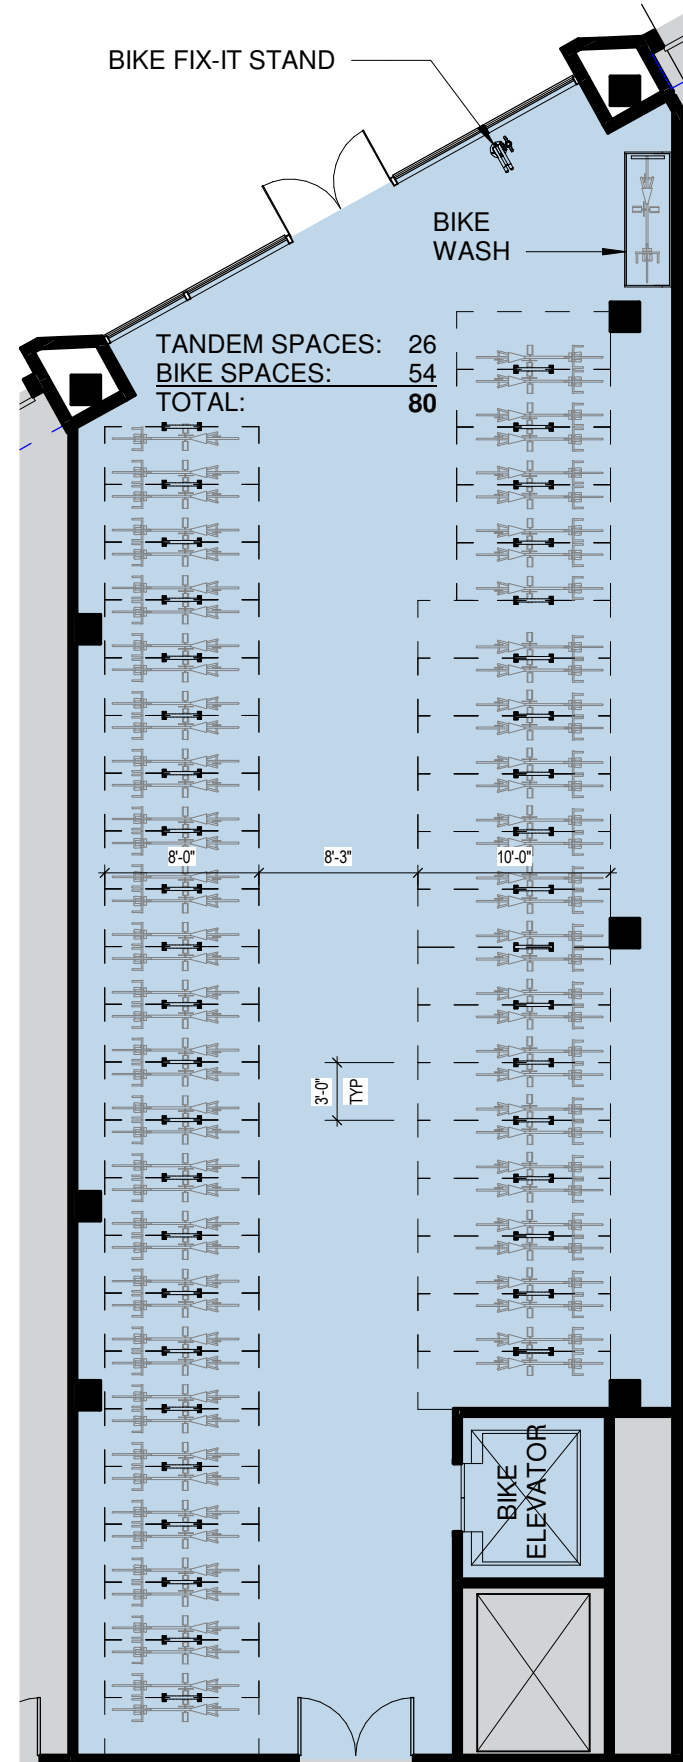 BIKE FIX-IT STAND
BIKE
WASH
TANDEM SPACES: 26
BIKE SPACES: 54
TOTAL: 80
8'-0"
8'-3"
10'-0"
3'-0"
TYP
BIKE
ELEVATOR